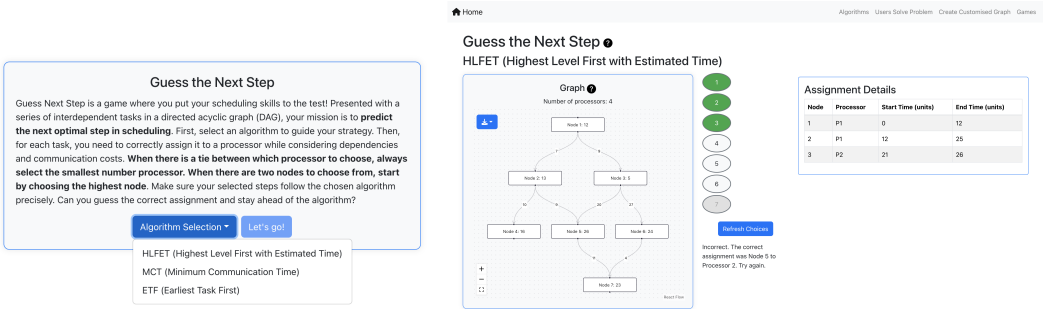 Guess the Next Step
Guess Next Step is a game where you put your scheduling skills to the test! Presented with a
series of interdependent tasks in a directed acyclic graph (DAG), your mission is to predict
the next optimal step in scheduling. First, select an algorithm to guide your strategy. Then,
for each task, you need to correctly assign it to a processor while considering dependencies
and communication costs. When there is a tie between which processor to choose, always
select the smallest number processor. When there are two nodes to choose from, start
by choosing the highest node. Make sure your selected steps follow the chosen algorithm
precisely. Can you guess the correct assignment and stay ahead of the algorithm?
Algorithm Selection
Let's go!
HLFET (Highest Level First with Estimated Time)
MCT (Minimum Communication Time)
ETF (Earliest Task First)
Home
Algorithms Users Solve Problem Create Customised Graph Games
Guess the Next Step
HLFET (Highest Level First with Estimated Time)
Graph
Number of processors: 4
Node 1: 12
Node 2: 13
Node 3: 5
10
20
Node 4: 16
Node 5: 26
Node 6: 24
Node 7: 23
React Flow
1
2
3
4
5
6
7
Refresh Choices
Incorrect. The correct
assignment was Node 5 to
Processor 2. Try again.
Assignment Details
Node Processor Start Time (units) End Time (units)
1 P1 0 12
2 P1 12 25
3 P2 21 26